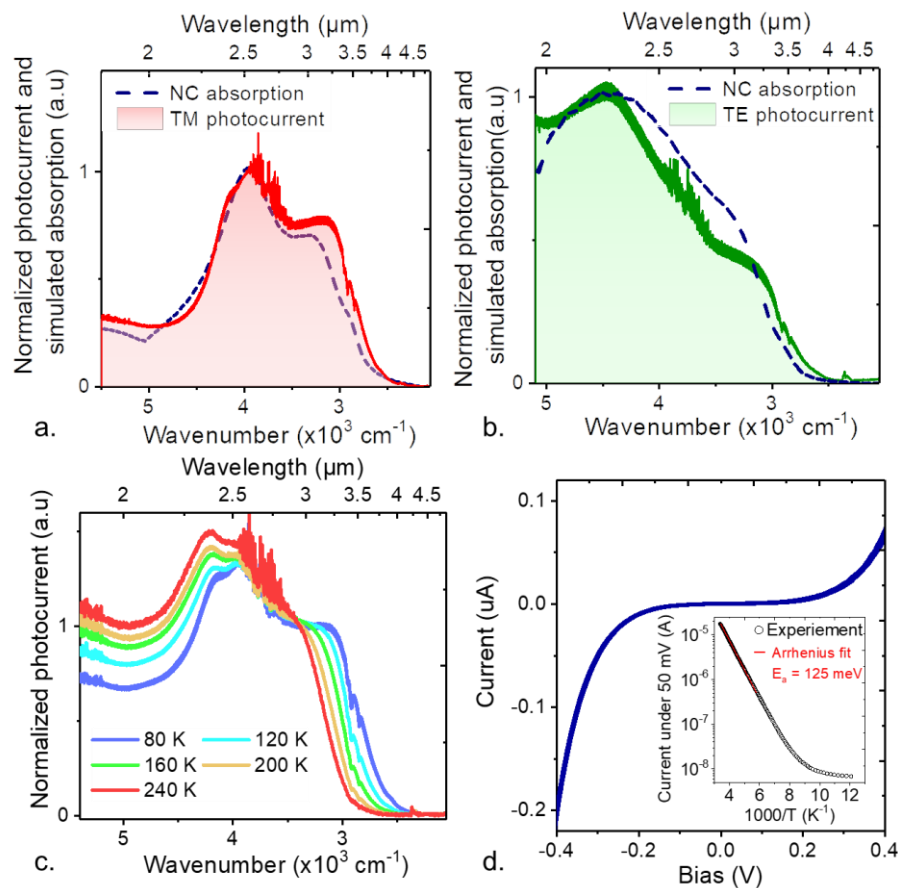 Wavelength (µm)
2 2.5 3 3.5 4 4.5
Normalized photocurrent and
simulated absorption (a.u)
NC absorption
TM photocurrent
1
0
5 4 3
a.
Wavenumber (x10³ cm⁻¹)
Wavelength (µm)
2 2.5 3 3.5 4 4.5
Normalized photocurrent and
simulated absorption(a.u)
NC absorption
TE photocurrent
1
0
5 4 3
b.
Wavenumber (x10³ cm⁻¹)
Wavelength (µm)
2 2.5 3 3.5 4 4.5
Normalized photocurrent (a.u)
1
0
80 K 120 K
160 K 200 K
240 K
5 4 3
c.
Wavenumber (x10³ cm⁻¹)
Current (uA)
0.1
0.0
-0.1
-0.2
-0.4 -0.2 0.0 0.2 0.4
d.
Bias (V)
Current under 50 mV (A)
10⁻⁵
10⁻⁶
10⁻⁷
10⁻⁸
Experiement
Arrhenius fit
Eₐ = 125 meV
4 6 8 10 12
1000/T (K⁻¹)